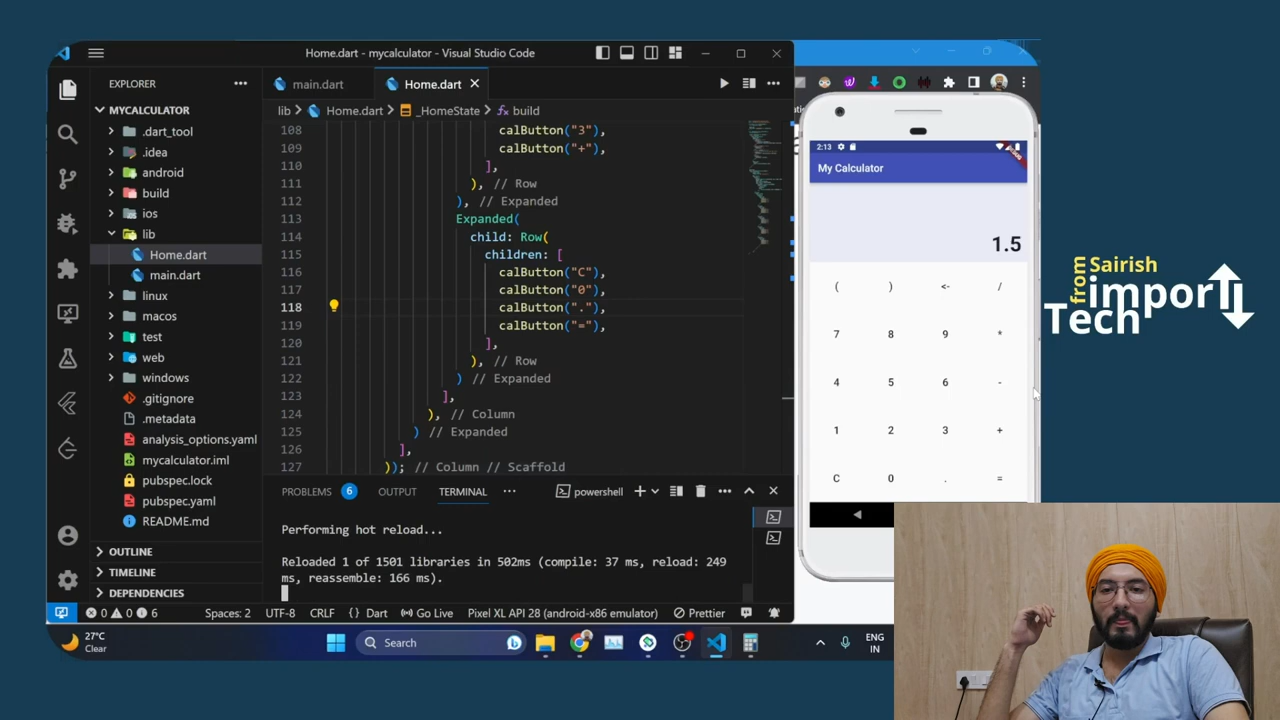 Home.dart - mycalculator - Visual Studio Code
EXPLORER
main.dart
Home.dart
MYCALCULATOR
.dart_tool
.idea
android
build
ios
lib
Home.dart
main.dart
linux
macos
test
web
windows
.gitignore
.metadata
analysis_options.yaml
mycalculator.iml
pubspec.lock
pubspec.yaml
README.md
OUTLINE
TIMELINE
DEPENDENCIES
lib > Home.dart > _HomeState > build
108 calButton("3"),
109 calButton("+"),
110 ],
111 ), // Row
112 ), // Expanded
113 Expanded(
114 child: Row(
115 children: [
116 calButton("C"),
117 calButton("0"),
118 calButton("."),
119 calButton("="),
120 ],
121 ), // Row
122 ) // Expanded
123 ],
124 ), // Column
125 ) // Expanded
126 ],
127 )); // Column // Scaffold
PROBLEMS 6 OUTPUT TERMINAL
powershell
Performing hot reload...
Reloaded 1 of 1501 libraries in 502ms (compile: 37 ms, reload: 249
ms, reassemble: 166 ms).
0 0 6 Spaces: 2 UTF-8 CRLF {} Dart Go Live Pixel XL API 28 (android-x86 emulator) Prettier
27°C
Clear
Search
ENG
IN
2:13
My Calculator
1.5
( ) <- /
7 8 9 *
4 5 6 -
1 2 3 +
C 0 . =
from Sairish
import
Tech